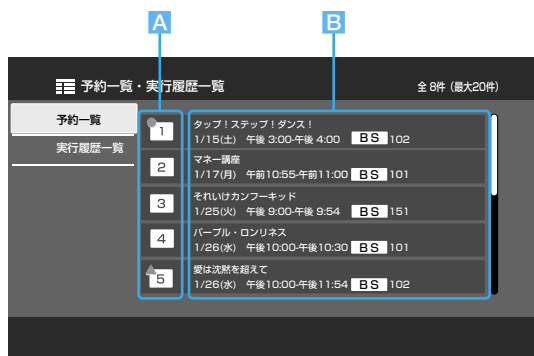 A B
予約一覧・実行履歴一覧 全 8件（最大20件）
予約一覧
実行履歴一覧
1
タップ！ステップ！ダンス！
1/15(土) 午後 3:00-午後 4:00 BS 102
2
マネー講座
1/17(月) 午前10:55-午前11:00 BS 101
3
それいけカンフーキッド
1/25(火) 午後 9:00-午後 9:54 BS 151
4
パープル・ロンリネス
1/26(水) 午後10:00-午後10:30 BS 101
5
愛は沈黙を超えて
1/26(水) 午後10:00-午後11:54 BS 102